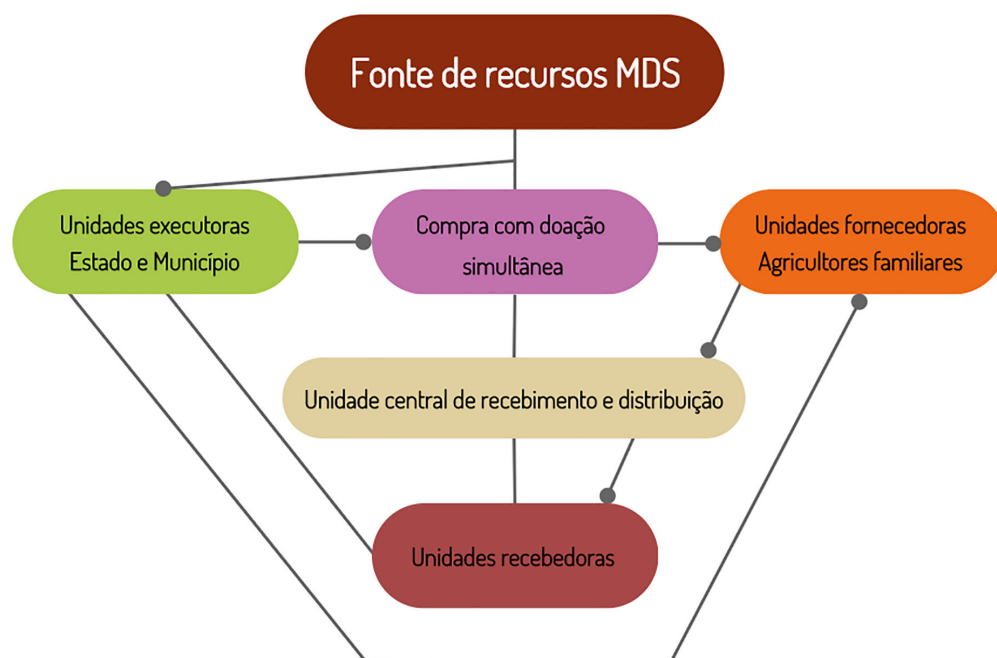 Fonte de recursos MDS
Unidades executoras
Estado e Município
Compra com doação
simultânea
Unidades fornecedoras
Agricultores familiares
Unidade central de recebimento e distribuição
Unidades recebedoras